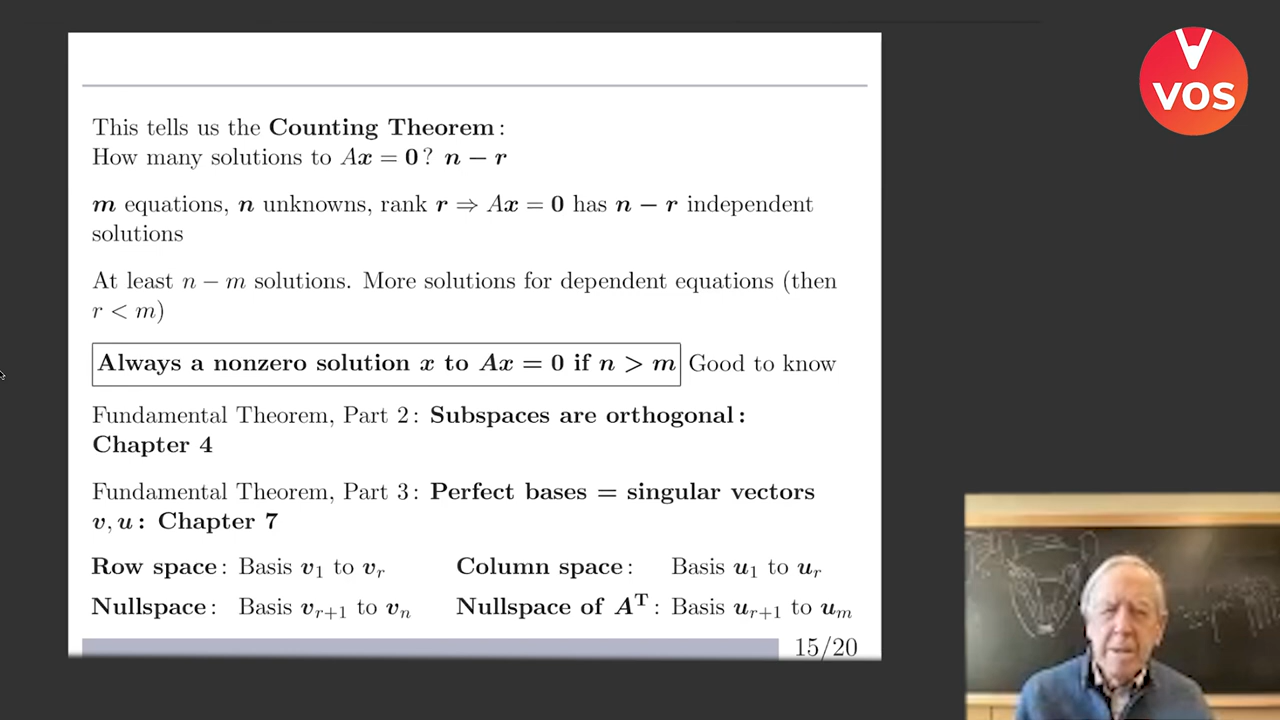 VOS
This tells us the Counting Theorem:
How many solutions to Ax = 0? n − r
m equations, n unknowns, rank r ⇒ Ax = 0 has n − r independent
solutions
At least n − m solutions. More solutions for dependent equations (then
r < m)
Always a nonzero solution x to Ax = 0 if n > m Good to know
Fundamental Theorem, Part 2: Subspaces are orthogonal:
Chapter 4
Fundamental Theorem, Part 3: Perfect bases = singular vectors
v, u: Chapter 7
Row space: Basis v₁ to vᵣ Column space: Basis u₁ to uᵣ
Nullspace: Basis vᵣ₊₁ to vₙ Nullspace of Aᵀ: Basis uᵣ₊₁ to uₘ
15/20